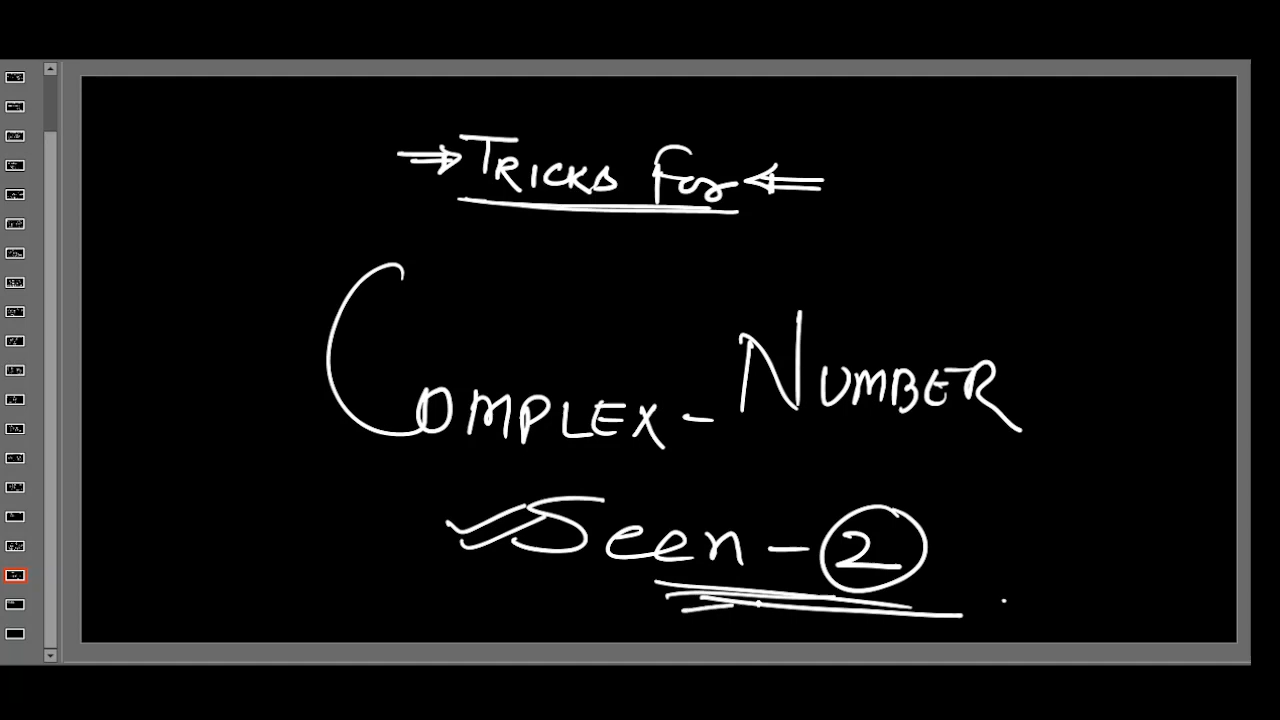 ⇒ TRICKS For ⇐
COMPLEX - NUMBER
Seen - 2